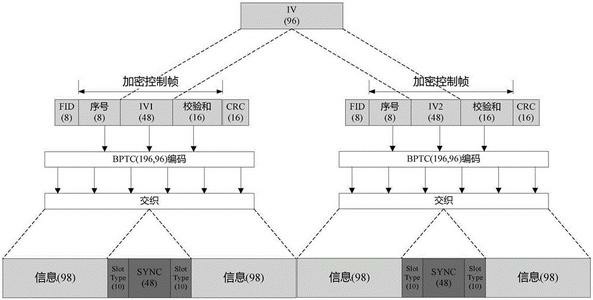 IV
(96)
加密控制帧
加密控制帧
FID 序号 IV1 校验和 CRC
(8) (8) (48) (16) (16)
FID 序号 IV2 校验和 CRC
(8) (8) (48) (16) (16)
BPTC(196,96)编码
BPTC(196,96)编码
交织
交织
信息(98)
Slot
Type
(10)
SYNC
(48)
Slot
Type
(10)
信息(98)
信息(98)
Slot
Type
(10)
SYNC
(48)
Slot
Type
(10)
信息(98)